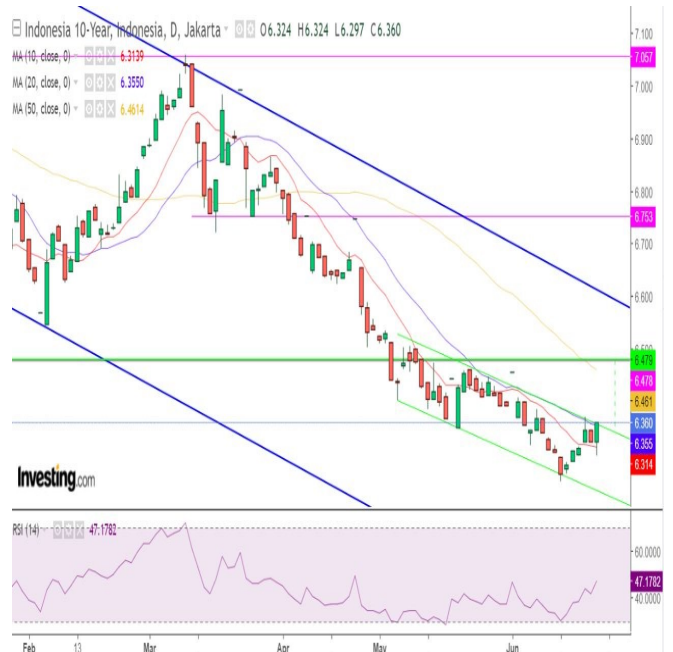 Indonesia 10-Year, Indonesia, D, Jakarta O6.324 H6.324 L6.297 C6.360
MA (10, close, 0) 6.3139
MA (20, close, 0) 6.3550
MA (50, close, 0) 6.4614
7.100
7.057
7.000
6.900
6.800
6.753
6.700
6.600
6.500
6.479
6.478
6.461
6.360
6.355
6.314
Investing.com
RSI (14) 47.1782
60.0000
47.1782
40.0000
Feb 13 Mar Apr May Jun